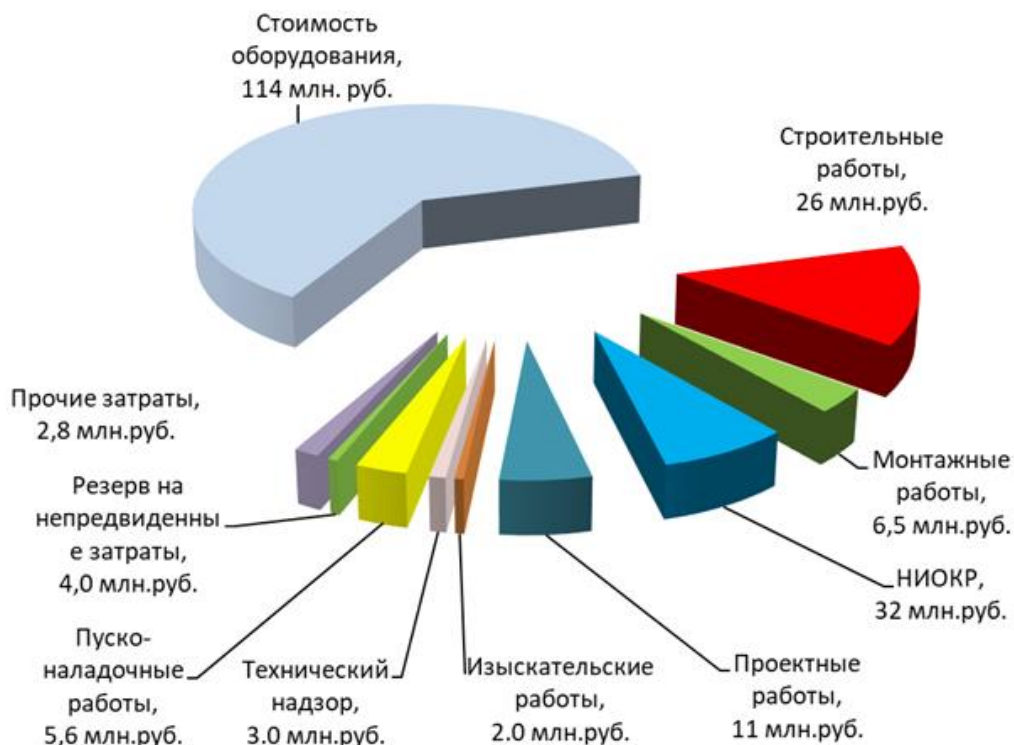 Стоимость
оборудования,
114 млн. руб.
Строительные
работы,
26 млн.руб.
Монтажные
работы,
6,5 млн.руб.
НИОКР,
32 млн.руб.
Проектные
работы,
11 млн.руб.
Изыскательские
работы,
2.0 млн.руб.
Технический
надзор,
3.0 млн.руб.
Пуско-
наладочные
работы,
5,6 млн.руб.
Резерв на
непредвиденны
е затраты,
4,0 млн.руб.
Прочие затраты,
2,8 млн.руб.